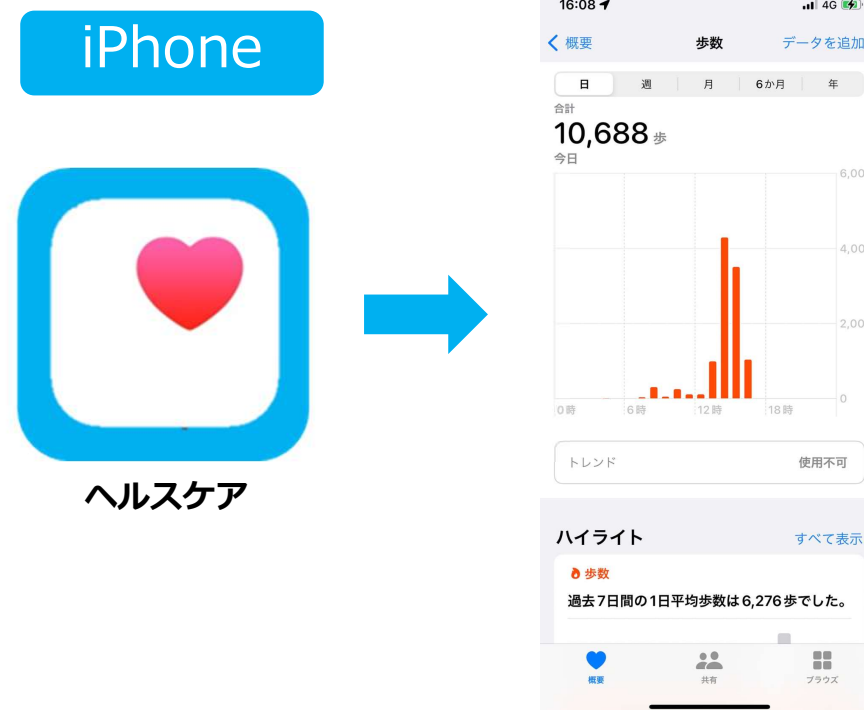 iPhone
ヘルスケア
16:08
4G
概要
歩数
データを追加
日
週
月
6か月
年
合計
10,688 歩
今日
6,00
4,00
2,00
0
0時
6時
12時
18時
トレンド
使用不可
ハイライト
すべて表示
歩数
過去7日間の1日平均歩数は6,276歩でした。
概要
共有
ブラウズ